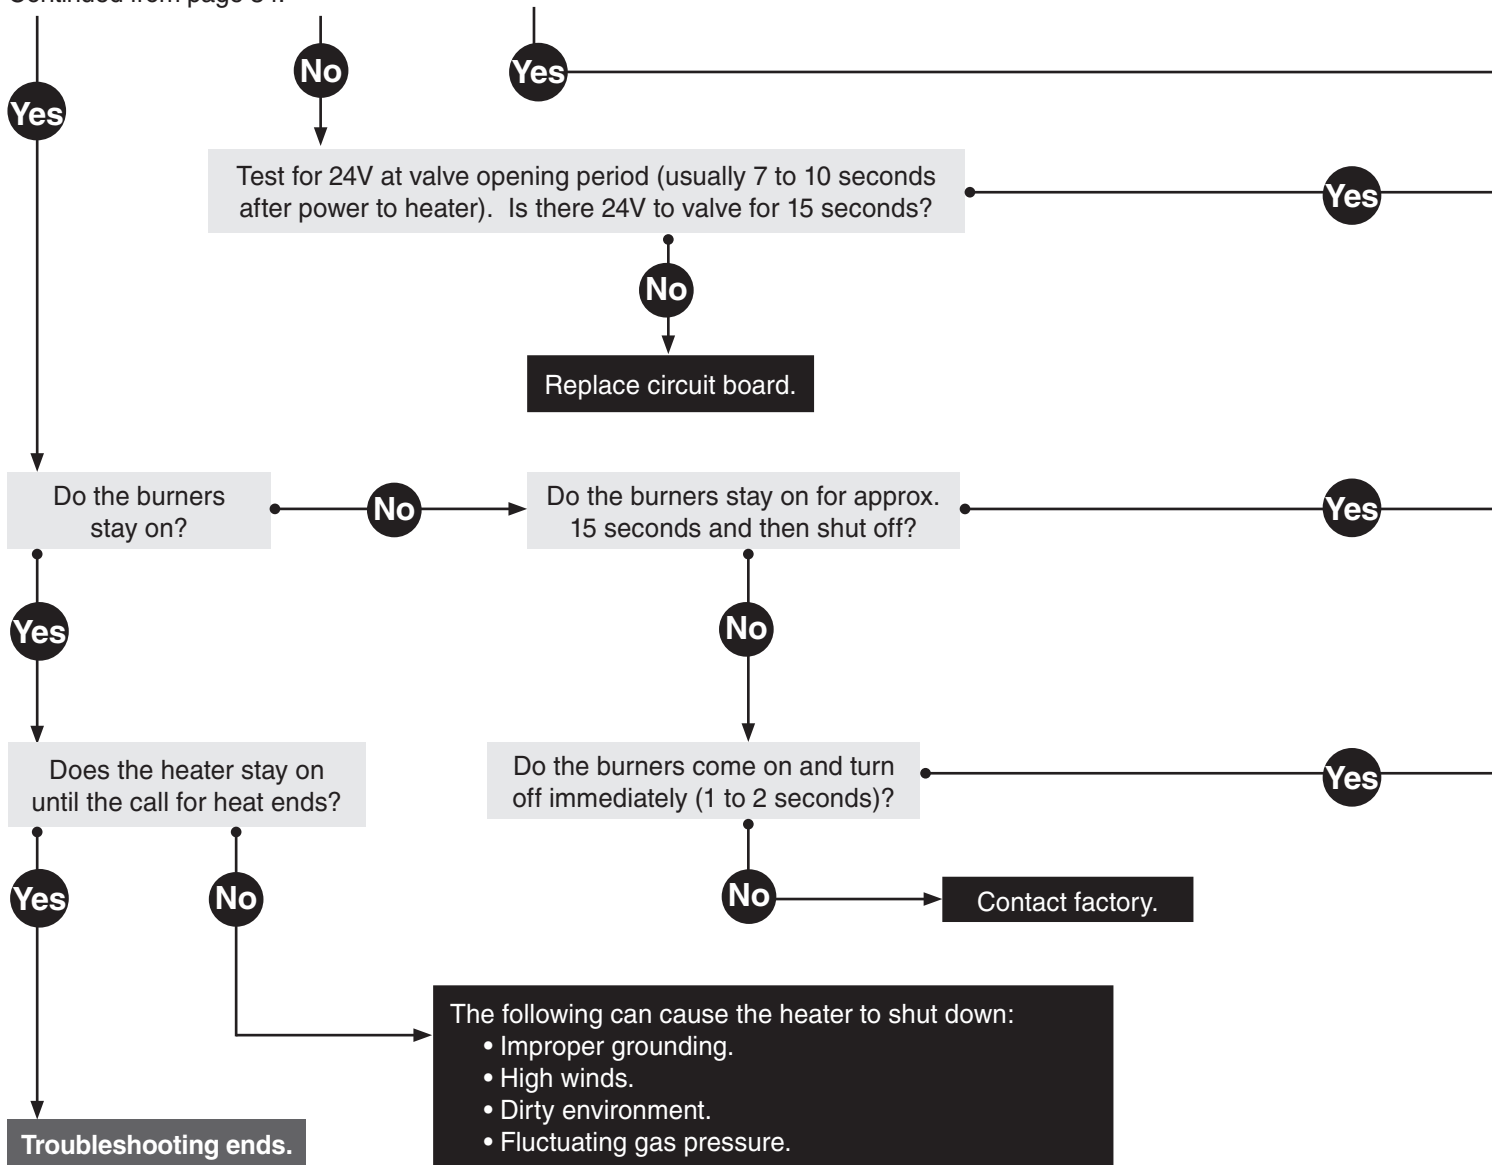 No
Yes
Yes
Test for 24V at valve opening period (usually 7 to 10 seconds
after power to heater). Is there 24V to valve for 15 seconds?
Yes
No
Replace circuit board.
Do the burners
stay on?
No
Do the burners stay on for approx.
15 seconds and then shut off?
Yes
Yes
No
Does the heater stay on
until the call for heat ends?
Do the burners come on and turn
off immediately (1 to 2 seconds)?
Yes
Yes
No
No
Contact factory.
The following can cause the heater to shut down:
• Improper grounding.
• High winds.
• Dirty environment.
• Fluctuating gas pressure.
Troubleshooting ends.